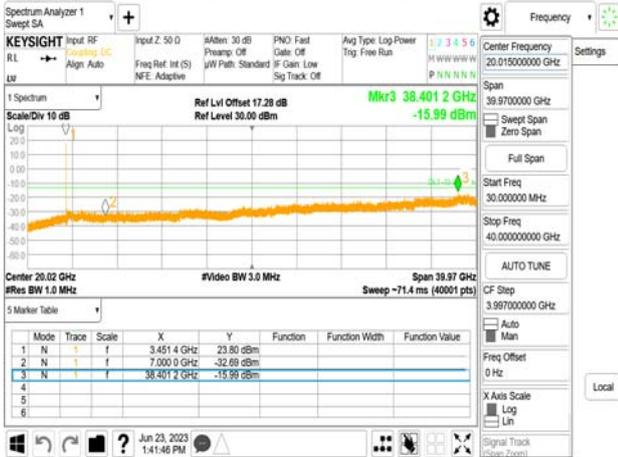 Spectrum Analyzer 1
Swept SA
+
Frequency
Settings
KEYSIGHT Input: RF Input Z: 50 Ω #Atten: 30 dB PNO: Fast Avg Type: Log-Power 1 2 3 4 5 6
RL Coupling: DC Preamp: Off Gate: Off Trig: Free Run M W W W W W
Align: Auto Freq Ref: Int (S) µW Path: Standard IF Gain: Low P N N N N N
NFE: Adaptive Sig Track: Off
1 Spectrum
Ref Lvl Offset 17.28 dB Mkr3 38.401 2 GHz
Scale/Div 10 dB Ref Level 30.00 dBm -15.99 dBm
Log
20.0
10.0
0.00
-10.0
-20.0
-30.0
-40.0
-50.0
-60.0
1
2
3
Center 20.02 GHz #Video BW 3.0 MHz Span 39.97 GHz
#Res BW 1.0 MHz Sweep ~71.4 ms (40001 pts)
5 Marker Table
Mode Trace Scale X Y Function Function Width Function Value
1 N 1 f 3.451 4 GHz 23.80 dBm
2 N 1 f 7.000 0 GHz -32.69 dBm
3 N 1 f 38.401 2 GHz -15.99 dBm
4
5
6
? Jun 23, 2023
1:41:46 PM
Center Frequency
20.015000000 GHz
Span
39.9700000 GHz
Swept Span
Zero Span
Full Span
Start Freq
30.000000 MHz
Stop Freq
40.000000000 GHz
AUTO TUNE
CF Step
3.997000000 GHz
Auto
Man
Freq Offset
0 Hz
X Axis Scale
Log
Lin
Signal Track
(Span Zoom)
Local